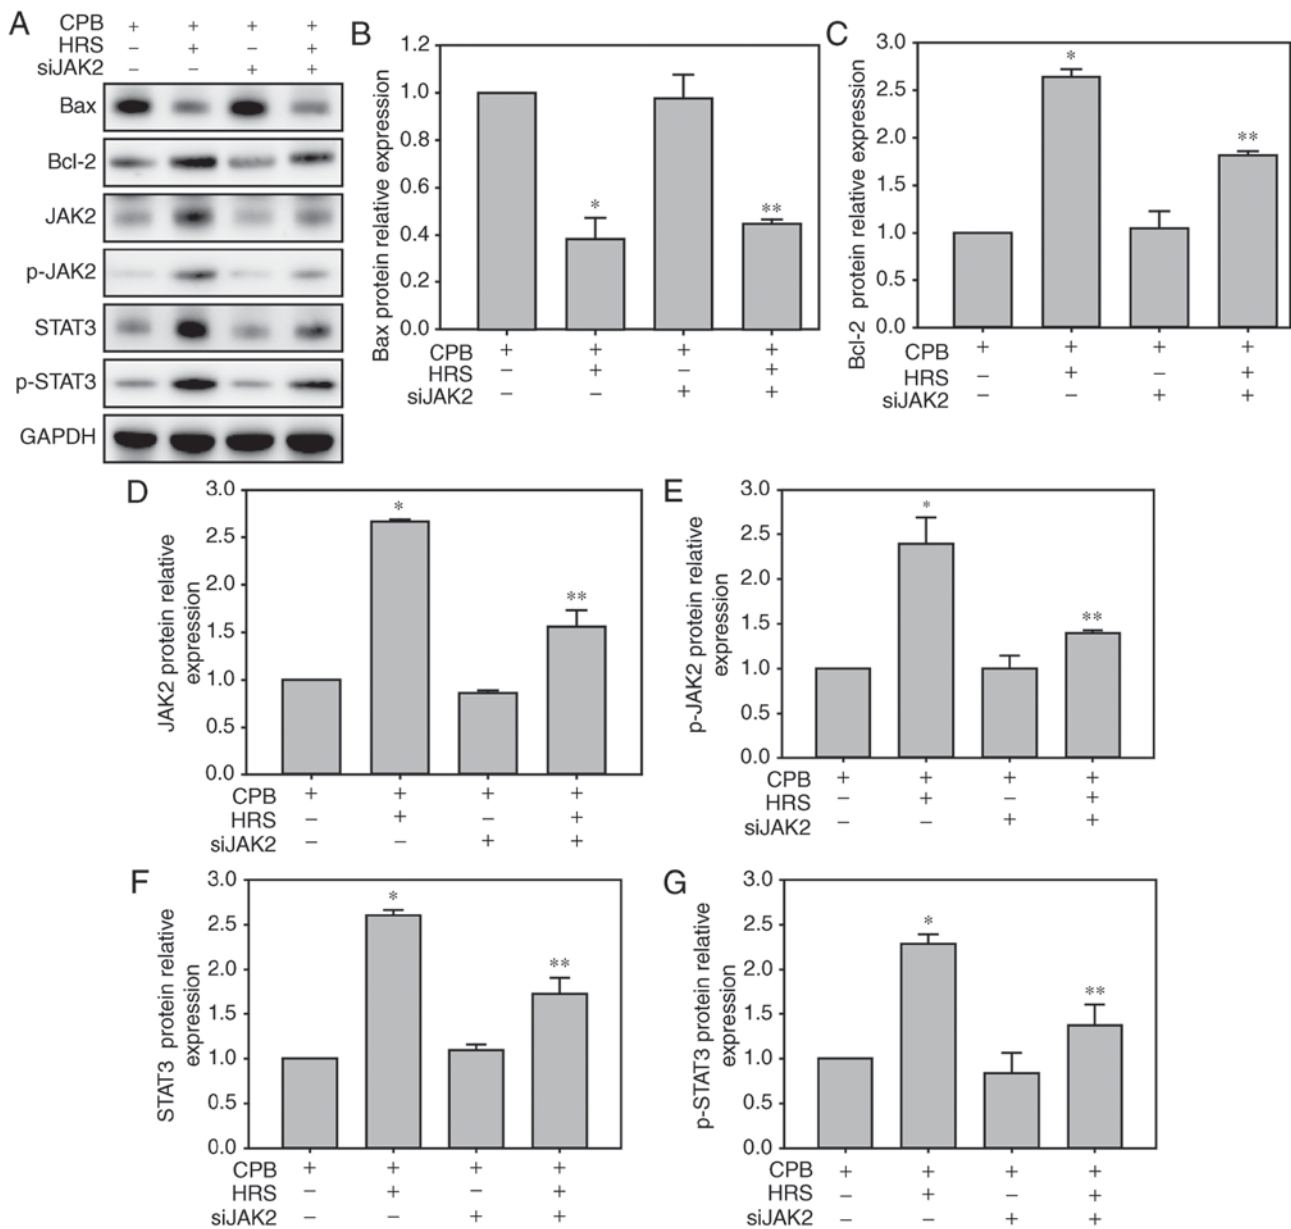 A
CPB + + + +
HRS – + – +
siJAK2 – – + +
Bax
Bcl-2
JAK2
p-JAK2
STAT3
p-STAT3
GAPDH
B
Bax protein relative expression
1.2
1.0
0.8
0.6
0.4
0.2
0.0
*
**
CPB + + + +
HRS – + – +
siJAK2 – – + +
C
Bcl-2 protein relative expression
3.0
2.5
2.0
1.5
1.0
0.5
0.0
*
**
CPB + + + +
HRS – + – +
siJAK2 – – + +
D
JAK2 protein relative
expression
3.0
2.5
2.0
1.5
1.0
0.5
0.0
*
**
CPB + + + +
HRS – + – +
siJAK2 – – + +
E
p-JAK2 protein relative
expression
3.0
2.5
2.0
1.5
1.0
0.5
0.0
*
**
CPB + + + +
HRS – + – +
siJAK2 – – + +
F
STAT3 protein relative
expression
3.0
2.5
2.0
1.5
1.0
0.5
0.0
*
**
CPB + + + +
HRS – + – +
siJAK2 – – + +
G
p-STAT3 protein relative
expression
3.0
2.5
2.0
1.5
1.0
0.5
0.0
*
**
CPB + + + +
HRS – + – +
siJAK2 – – + +